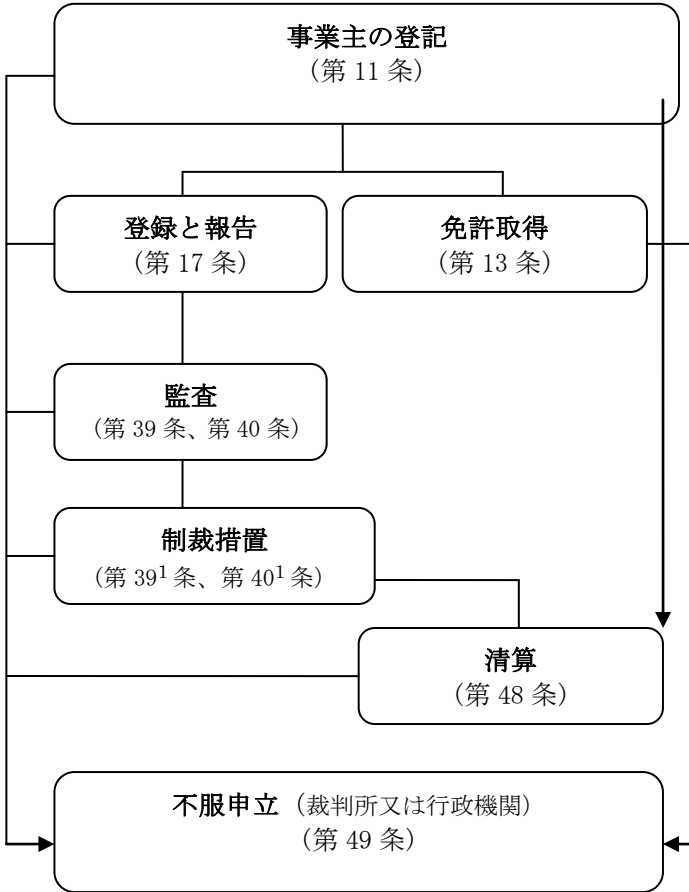 事業主の登記
（第 11 条）
登録と報告
（第 17 条）
免許取得
（第 13 条）
監査
（第 39 条、第 40 条）
制裁措置
（第 39¹ 条、第 40¹ 条）
清算
（第 48 条）
不服申立（裁判所又は行政機関）
（第 49 条）